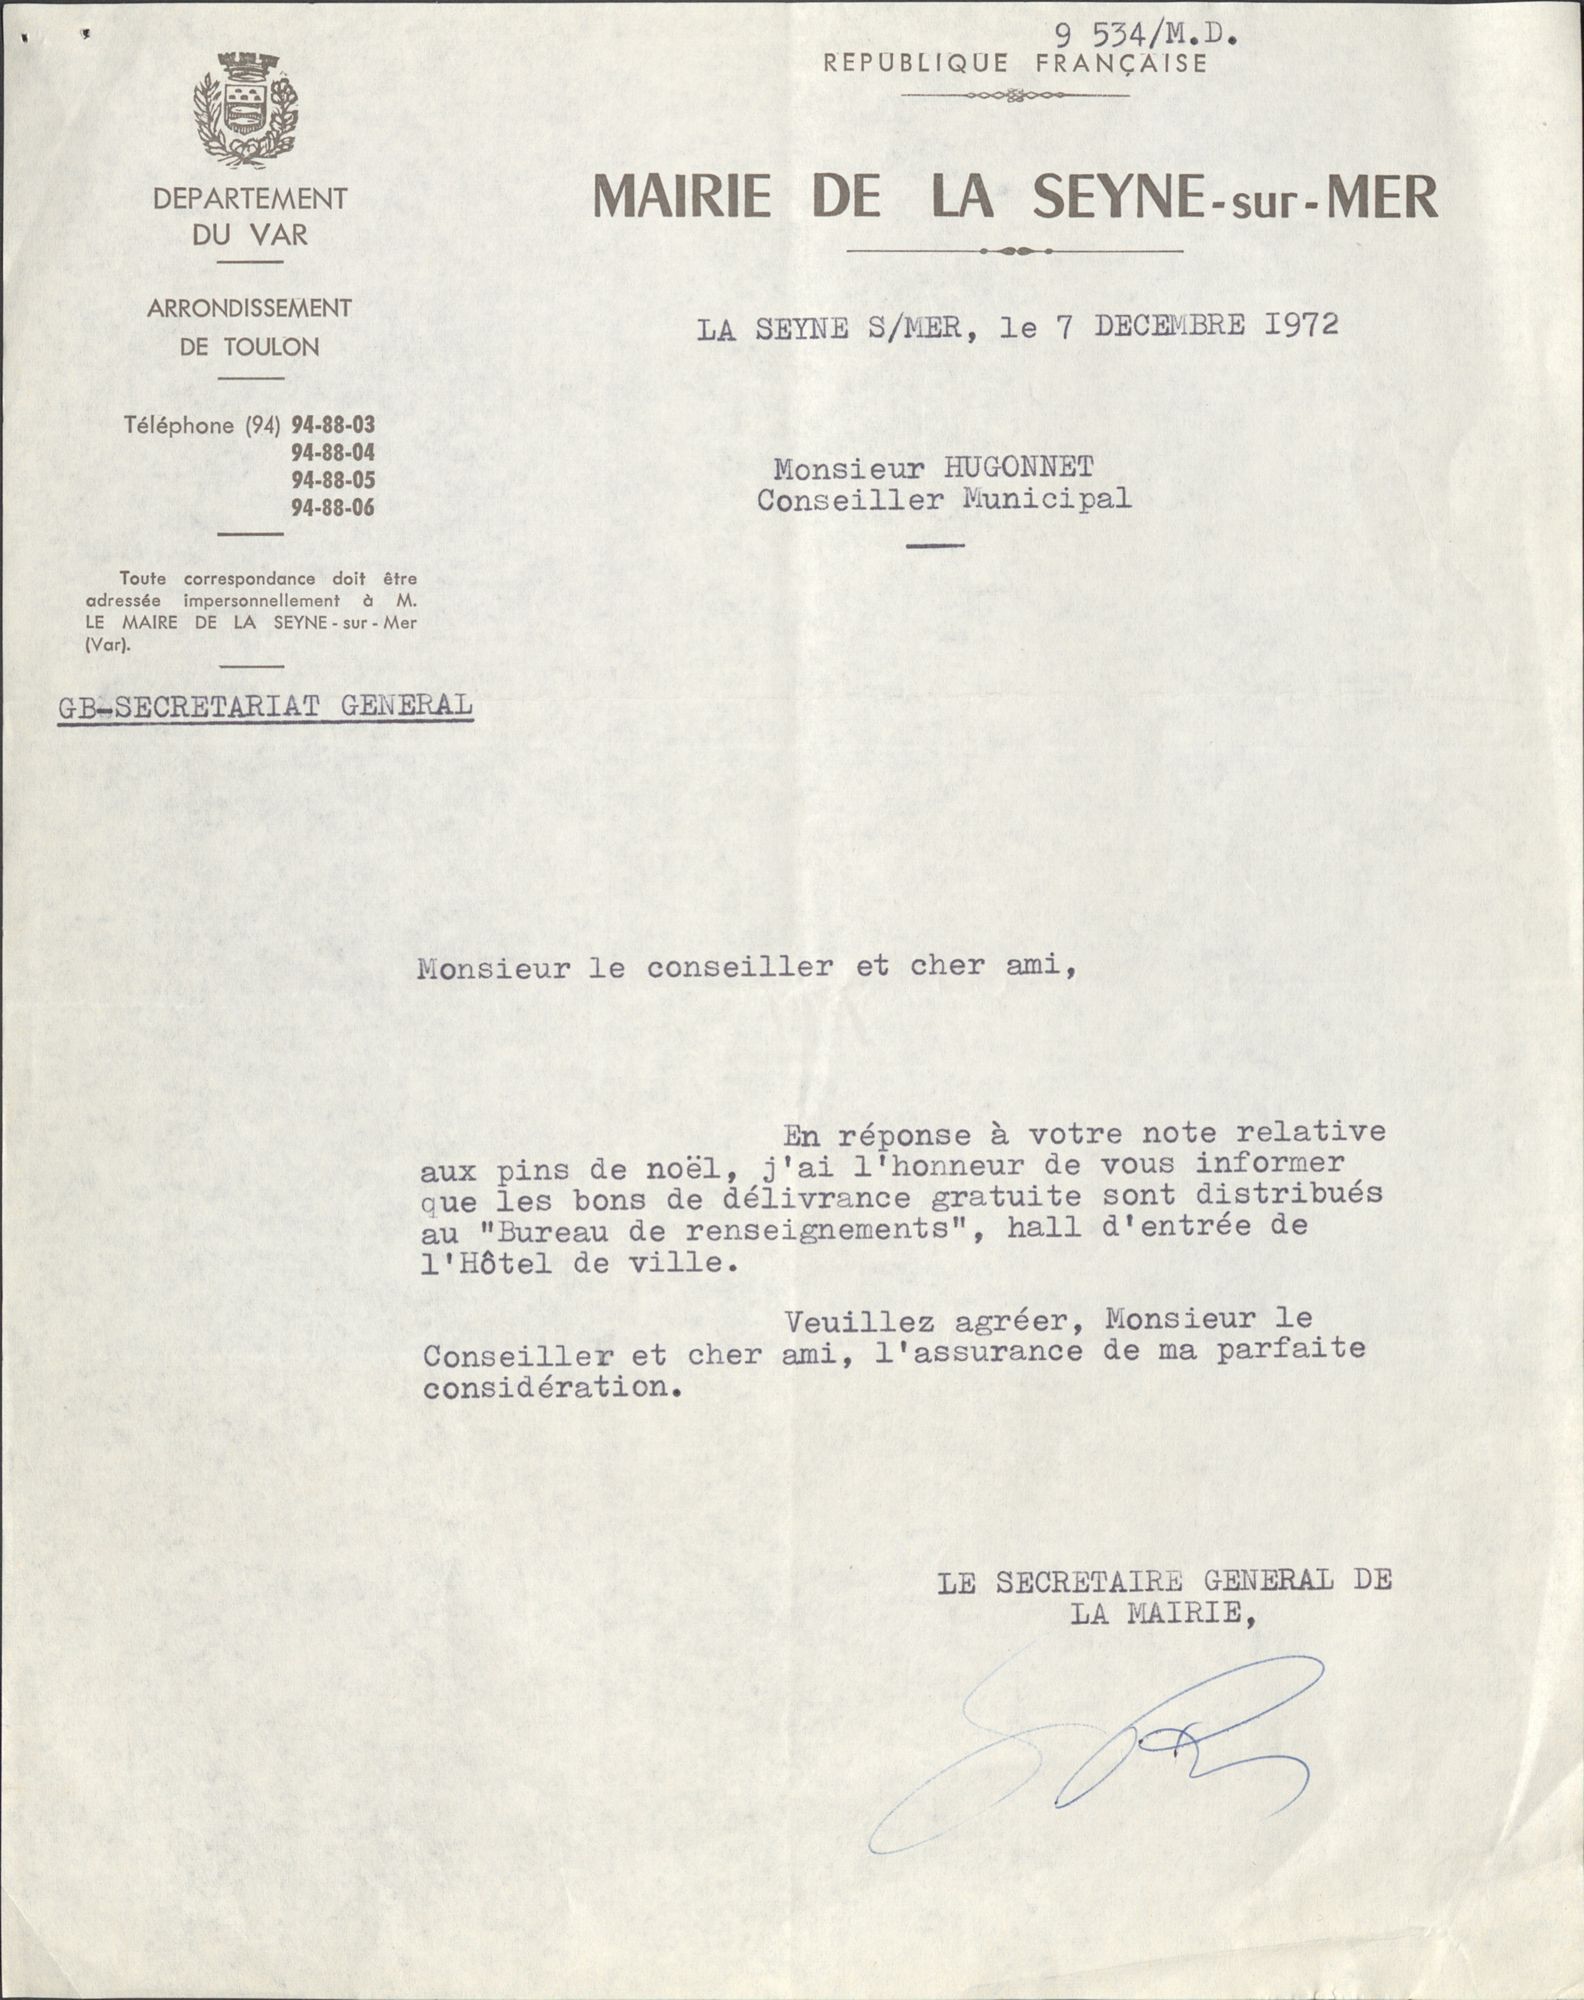 9 534/M.D.
REPUBLIQUE FRANÇAISE
MAIRIE DE LA SEYNE-sur-MER
DEPARTEMENT
DU VAR
ARRONDISSEMENT
DE TOULON
Téléphone (94) 94-88-03
94-88-04
94-88-05
94-88-06
Toute correspondance doit être
adressée impersonnellement à M.
LE MAIRE DE LA SEYNE - sur - Mer
(Var).
GB-SECRETARIAT GENERAL
LA SEYNE S/MER, le 7 DECEMBRE I972
Monsieur HUGONNET
Conseiller Municipal
Monsieur le conseiller et cher ami,
En réponse à votre note relative
aux pins de noël, j'ai l'honneur de vous informer
que les bons de délivrance gratuite sont distribués
au "Bureau de renseignements", hall d'entrée de
l'Hôtel de ville.
Veuillez agréer, Monsieur le
Conseiller et cher ami, l'assurance de ma parfaite
considération.
LE SECRETAIRE GENERAL DE
LA MAIRIE,